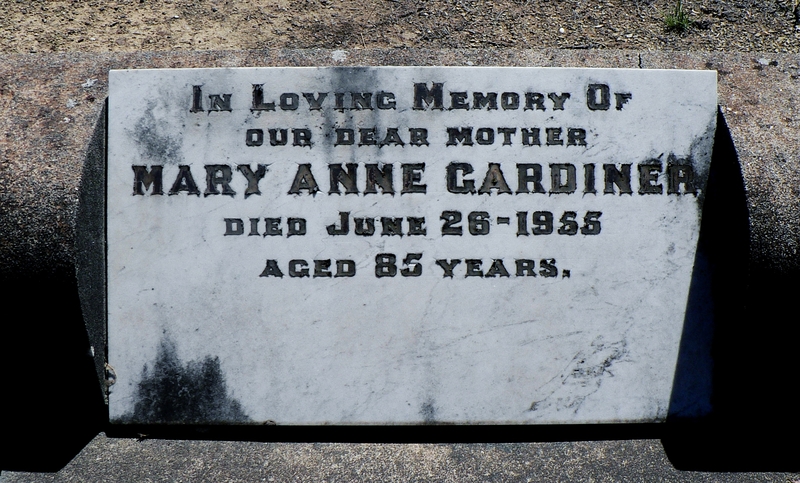 In Loving Memory Of
OUR DEAR MOTHER
MARY ANNE GARDINER
DIED JUNE 26-1955
AGED 85 YEARS.